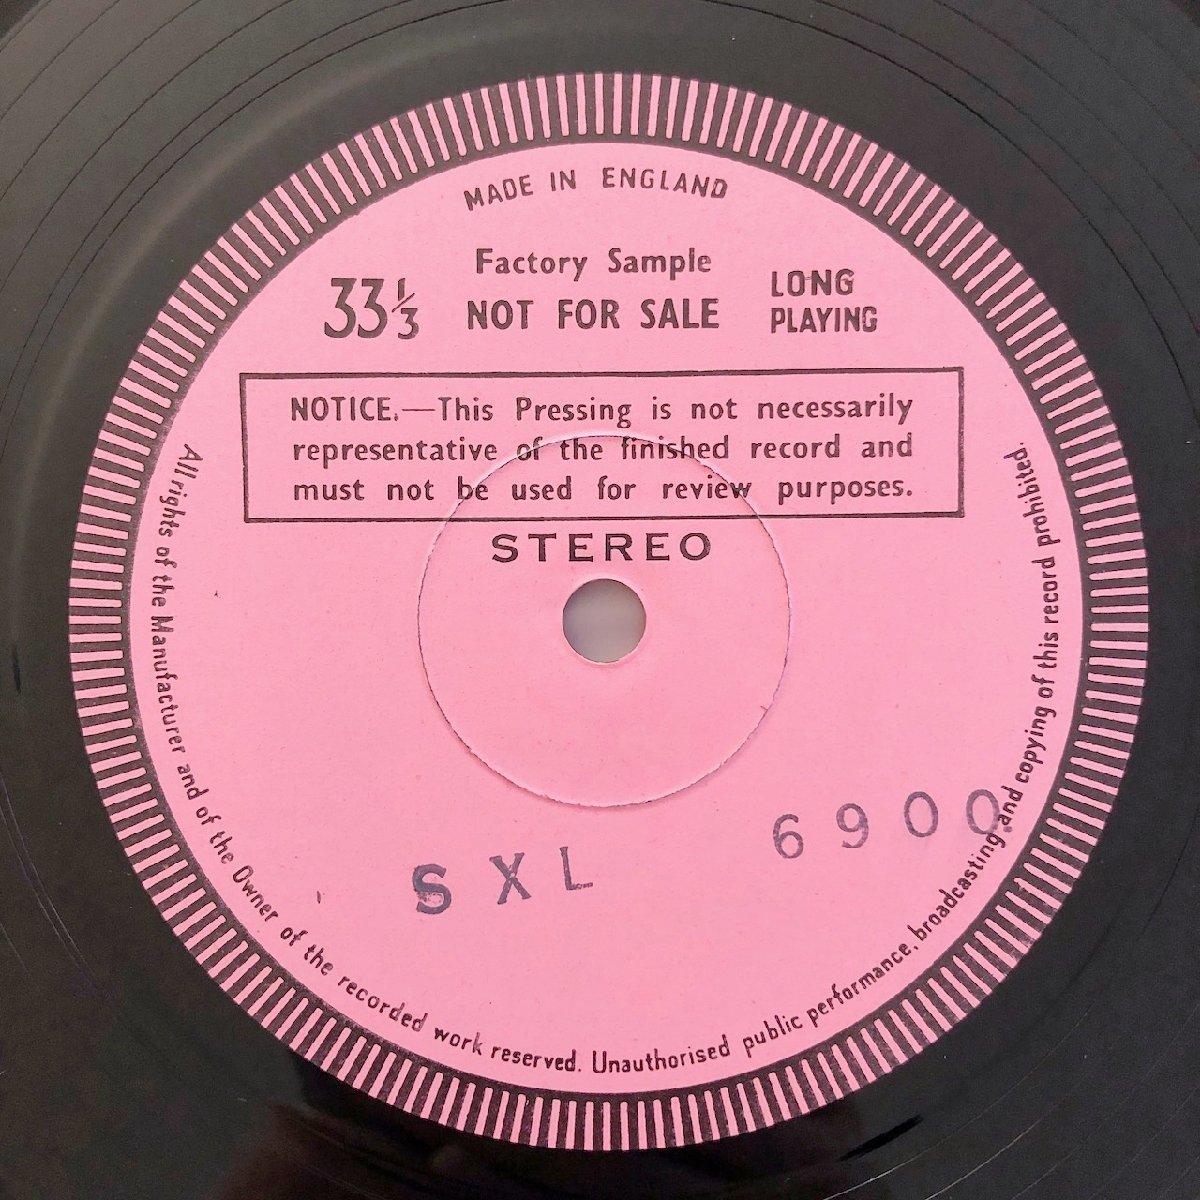 MADE IN ENGLAND
Factory Sample
33⅓ NOT FOR SALE LONG PLAYING
NOTICE.—This Pressing is not necessarily
representative of the finished record and
must not be used for review purposes.
STEREO
SXL 6900
All rights of the Manufacturer and of the Owner of the recorded work reserved. Unauthorised public performance, broadcasting and copying of this record prohibited.